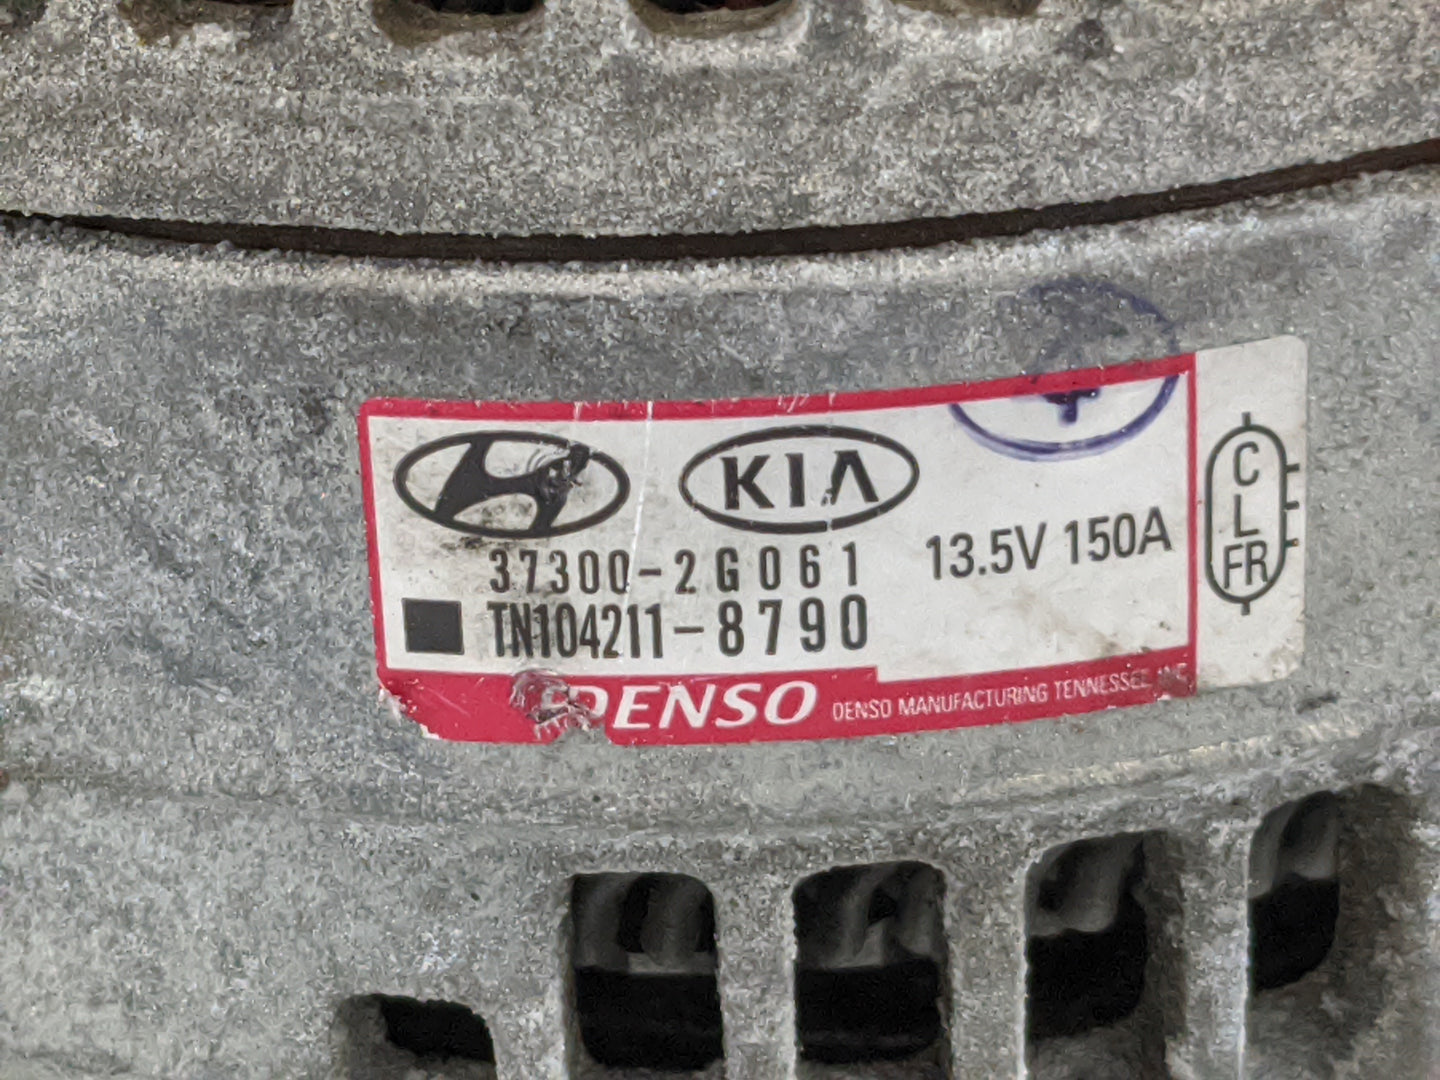 KIA
37300-2G061
13.5V 150A
TN104211-8790
DENSO
DENSO MANUFACTURING TENNESSEE, INC
C
L
FR